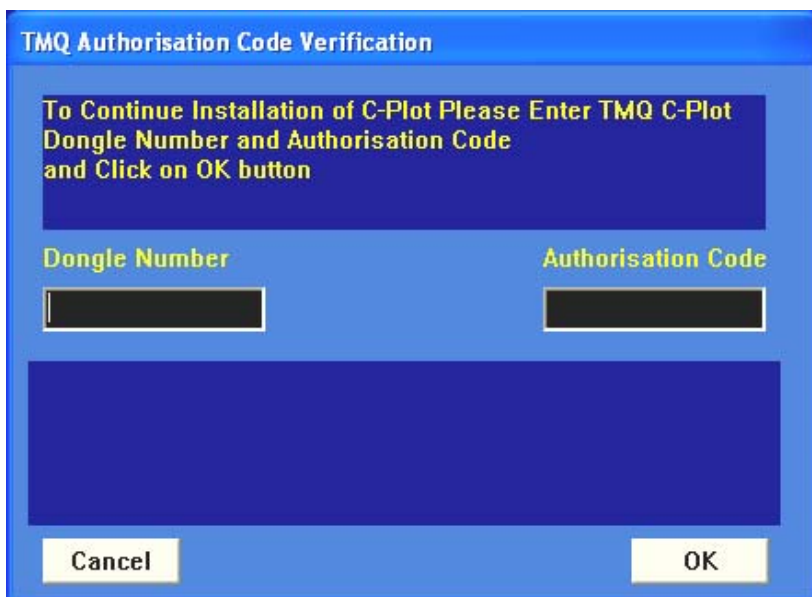 TMQ Authorisation Code Verification
To Continue Installation of C-Plot Please Enter TMQ C-Plot
Dongle Number and Authorisation Code
and Click on OK button
Dongle Number
Authorisation Code
Cancel
OK